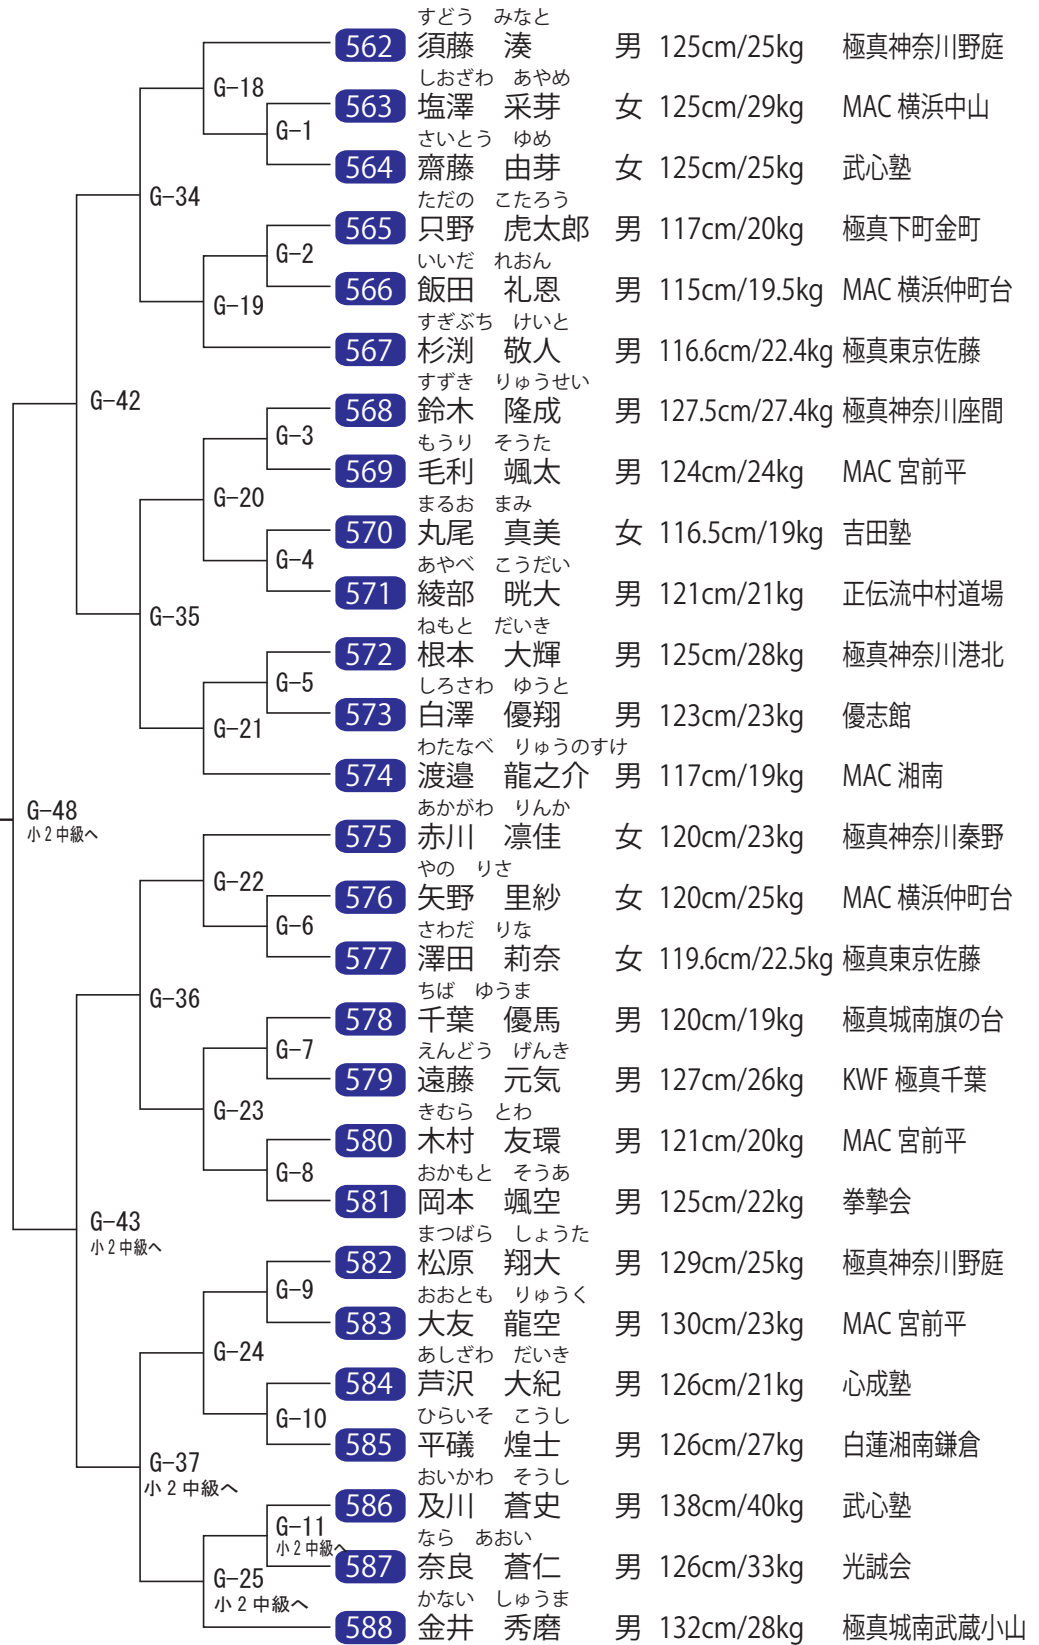 すどう みなと
562 須藤 湊 男 125cm/25kg 極真神奈川野庭
しおざわ あやめ
G-18
563 塩澤 采芽 女 125cm/29kg MAC 横浜中山
G-1
さいとう ゆめ
564 齋藤 由芽 女 125cm/25kg 武心塾
G-34
ただの こたろう
565 只野 虎太郎 男 117cm/20kg 極真下町金町
G-2
いいだ れおん
566 飯田 礼恩 男 115cm/19.5kg MAC 横浜仲町台
G-19
すぎぶち けいと
567 杉渕 敬人 男 116.6cm/22.4kg 極真東京佐藤
すずき りゅうせい
G-42
568 鈴木 隆成 男 127.5cm/27.4kg 極真神奈川座間
G-3
もうり そうた
569 毛利 颯太 男 124cm/24kg MAC 宮前平
G-20
まるお まみ
570 丸尾 真美 女 116.5cm/19kg 吉田塾
G-4
あやべ こうだい
571 綾部 晄大 男 121cm/21kg 正伝流中村道場
G-35
ねもと だいき
572 根本 大輝 男 125cm/28kg 極真神奈川港北
G-5
しろさわ ゆうと
573 白澤 優翔 男 123cm/23kg 優志館
G-21
わたなべ りゅうのすけ
574 渡邉 龍之介 男 117cm/19kg MAC 湘南
G-48
小2中級へ
あかがわ りんか
575 赤川 凛佳 女 120cm/23kg 極真神奈川秦野
やの りさ
G-22
576 矢野 里紗 女 120cm/25kg MAC 横浜仲町台
G-6
さわだ りな
577 澤田 莉奈 女 119.6cm/22.5kg 極真東京佐藤
G-36
ちば ゆうま
578 千葉 優馬 男 120cm/19kg 極真城南旗の台
G-7
えんどう げんき
579 遠藤 元気 男 127cm/26kg KWF 極真千葉
G-23
きむら とわ
580 木村 友環 男 121cm/20kg MAC 宮前平
G-8
おかもと そうあ
581 岡本 颯空 男 125cm/22kg 拳摯会
G-43
小2中級へ
まつばら しょうた
582 松原 翔大 男 129cm/25kg 極真神奈川野庭
G-9
おおとも りゅうく
583 大友 龍空 男 130cm/23kg MAC 宮前平
G-24
あしざわ だいき
584 芦沢 大紀 男 126cm/21kg 心成塾
G-10
ひらいそ こうし
585 平磯 煌士 男 126cm/27kg 白蓮湘南鎌倉
G-37
小2中級へ
おいかわ そうし
586 及川 蒼史 男 138cm/40kg 武心塾
G-11
小2中級へ
なら あおい
587 奈良 蒼仁 男 126cm/33kg 光誠会
G-25
小2中級へ
かない しゅうま
588 金井 秀磨 男 132cm/28kg 極真城南武蔵小山